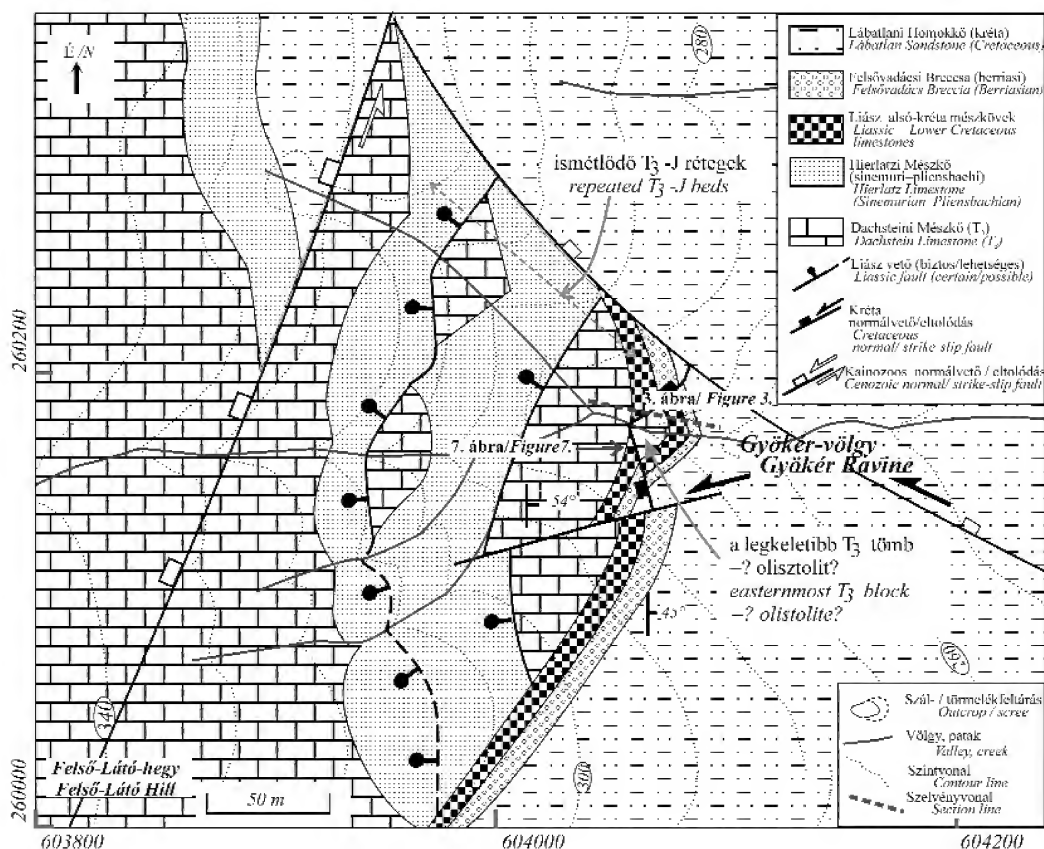 É /N
280
ismétlődő T3 -J rétegek
repeated T3 -J beds
3. ábra/ Figure 3.
7. ábra/Figure7.
Gyökér-völgy
Gyökér Ravine
54°
a legkeletibb T3 tömb
–? olisztolit?
easternmost T3 block
–? olistolite?
340
300
Felső-Látó-hegy
Felső-Látó Hill
50 m
260200
260000
603800
604000
604200
Lábatlani Homokkő (kréta)
Lábatlan Sandstone (Cretaceous)
Felsővadácsi Breccsa (berriasi)
Felsővadács Breccia (Berriasian)
Liász alsó-kréta mészkövek
Liassic Lower Cretaceous
limestones
Hierlatzi Mészkő
(sinemuri–pliensbachi)
Hierlatz Limestone
(Sinemurian Pliensbachian)
Dachsteini Mészkő (T3)
Dachstein Limestone (T3)
Liász vető (biztos/lehetséges)
Liassic fault (certain/possible)
Kréta
normálvető/eltolódás
Cretaceous
normal/ strike-slip fault
Kainozoos normálvető / eltolódás
Cenozoic normal/ strike-slip fault
Szál- / törmelékfeltárás
Outcrop / scree
Völgy, patak
Valley, creek
Szintvonal
Contour line
Szelvényvonal
Section line